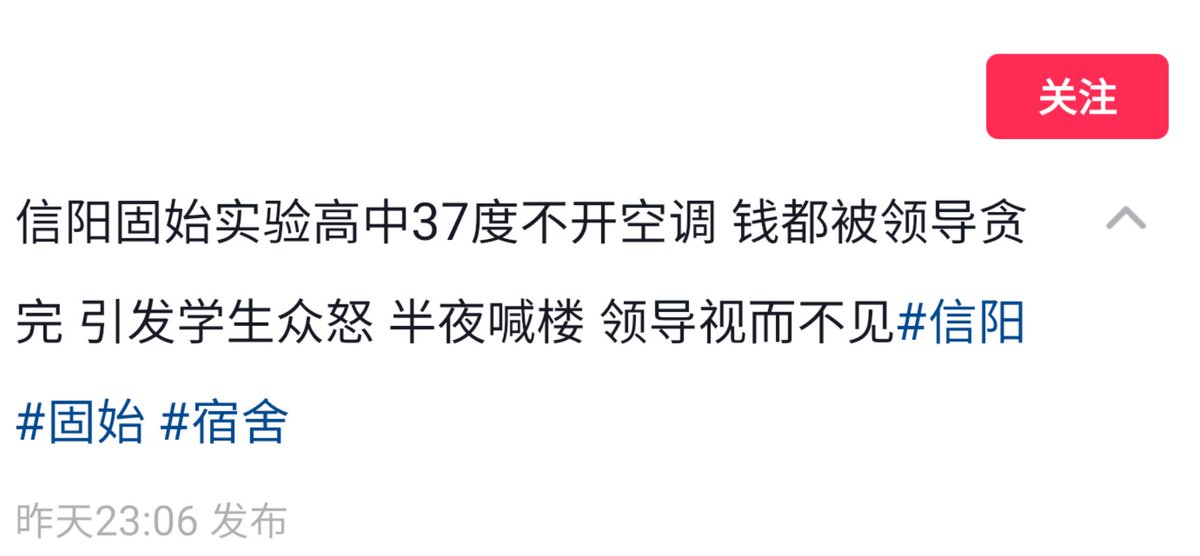 关注
信阳固始实验高中37度不开空调 钱都被领导贪
完 引发学生众怒 半夜喊楼 领导视而不见#信阳
#固始 #宿舍
昨天23:06 发布